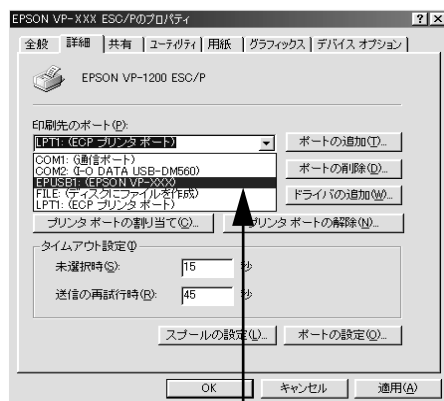 EPSON VP-XXX ESC/Pのプロパティ
全般 詳細 共有 ユーティリティ 用紙 グラフィックス デバイス オプション
EPSON VP-1200 ESC/P
印刷先のポート(P):
LPT1: (ECP プリンタ ポート) ポートの追加(T)...
COM1: (通信ポート)
COM2: (I-O DATA USB-DM560) ポートの削除(D)...
EPUSB1: (EPSON VP-XXX)
FILE: (ディスクにファイルを作成) ドライバの追加(W)...
LPT1: (ECP プリンタ ポート)
プリンタ ポートの割り当て(C)... プリンタ ポートの解除(N)...
タイムアウト設定(I)
未選択時(S): 15 秒
送信の再試行時(R): 45 秒
スプールの設定(L)... ポートの設定(O)...
OK キャンセル 適用(A)